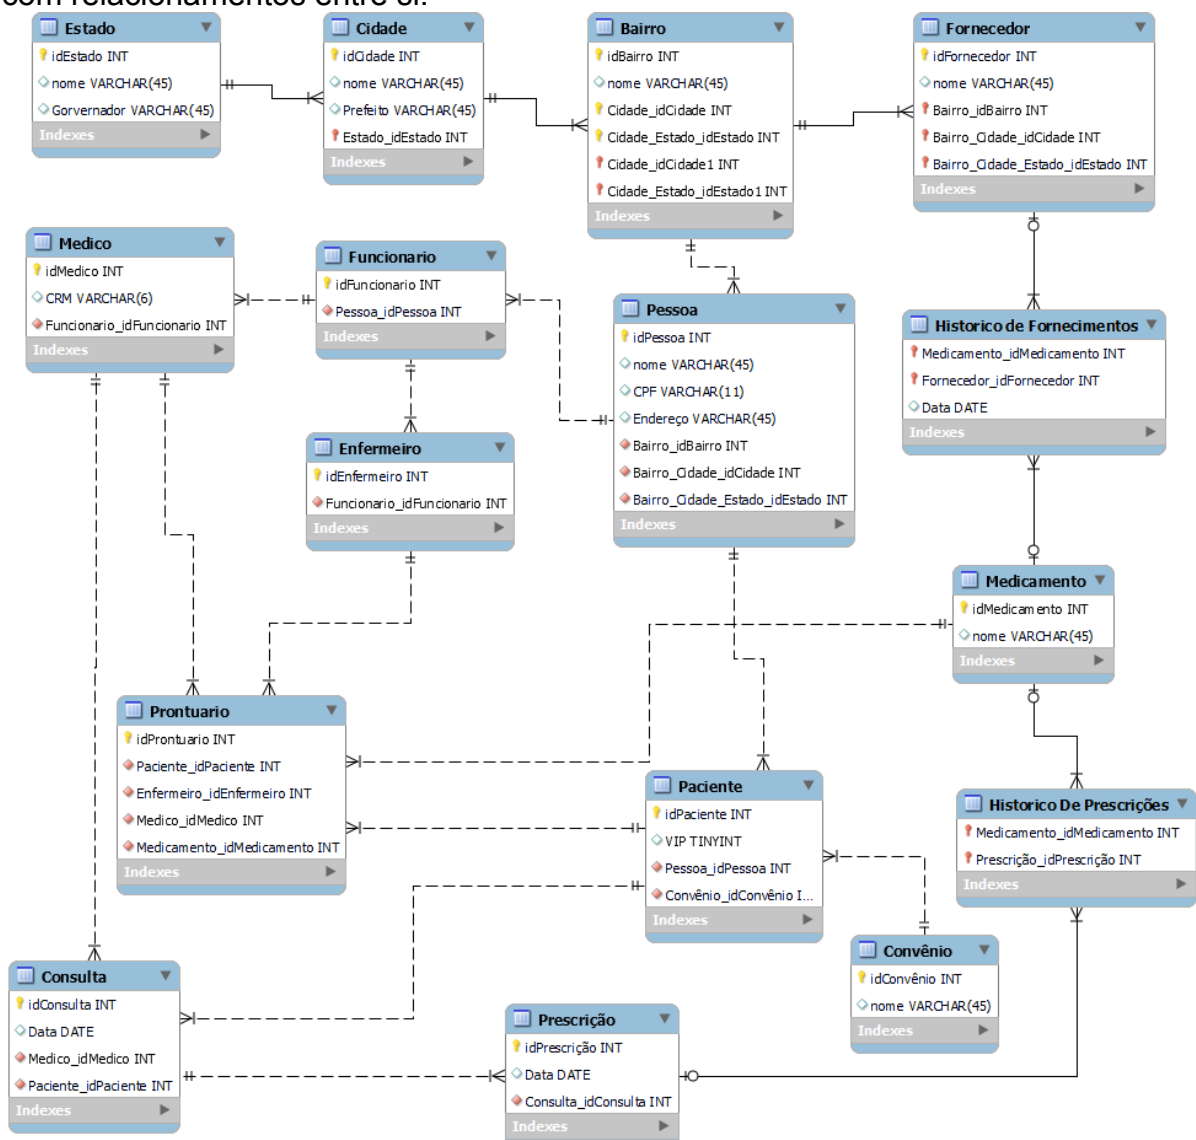 com relacionamentos entre si.
Estado
idEstado INT
nome VARCHAR(45)
Gorvernador VARCHAR(45)
Indexes
Cidade
idCidade INT
nome VARCHAR(45)
Prefeito VARCHAR(45)
Estado_idEstado INT
Indexes
Bairro
idBairro INT
nome VARCHAR(45)
Cidade_idCidade INT
Cidade_Estado_idEstado INT
Cidade_idCidade1 INT
Cidade_Estado_idEstado1 INT
Indexes
Fornecedor
idFornecedor INT
nome VARCHAR(45)
Bairro_idBairro INT
Bairro_Cidade_idCidade INT
Bairro_Cidade_Estado_idEstado INT
Indexes
Medico
idMedico INT
CRM VARCHAR(6)
Funcionario_idFuncionario INT
Indexes
Funcionario
idFuncionario INT
Pessoa_idPessoa INT
Indexes
Pessoa
idPessoa INT
nome VARCHAR(45)
CPF VARCHAR(11)
Endereço VARCHAR(45)
Bairro_idBairro INT
Bairro_Cidade_idCidade INT
Bairro_Cidade_Estado_idEstado INT
Indexes
Historico de Fornecimentos
Medicamento_idMedicamento INT
Fornecedor_idFornecedor INT
Data DATE
Indexes
Enfermeiro
idEnfermeiro INT
Funcionario_idFuncionario INT
Indexes
Medicamento
idMedicamento INT
nome VARCHAR(45)
Indexes
Prontuario
idProntuario INT
Paciente_idPaciente INT
Enfermeiro_idEnfermeiro INT
Medico_idMedico INT
Medicamento_idMedicamento INT
Indexes
Paciente
idPaciente INT
VIP TINYINT
Pessoa_idPessoa INT
Convênio_idConvênio I...
Indexes
Historico De Prescrições
Medicamento_idMedicamento INT
Prescrição_idPrescrição INT
Indexes
Convênio
idConvênio INT
nome VARCHAR(45)
Indexes
Consulta
idConsulta INT
Data DATE
Medico_idMedico INT
Paciente_idPaciente INT
Indexes
Prescrição
idPrescrição INT
Data DATE
Consulta_idConsulta INT
Indexes